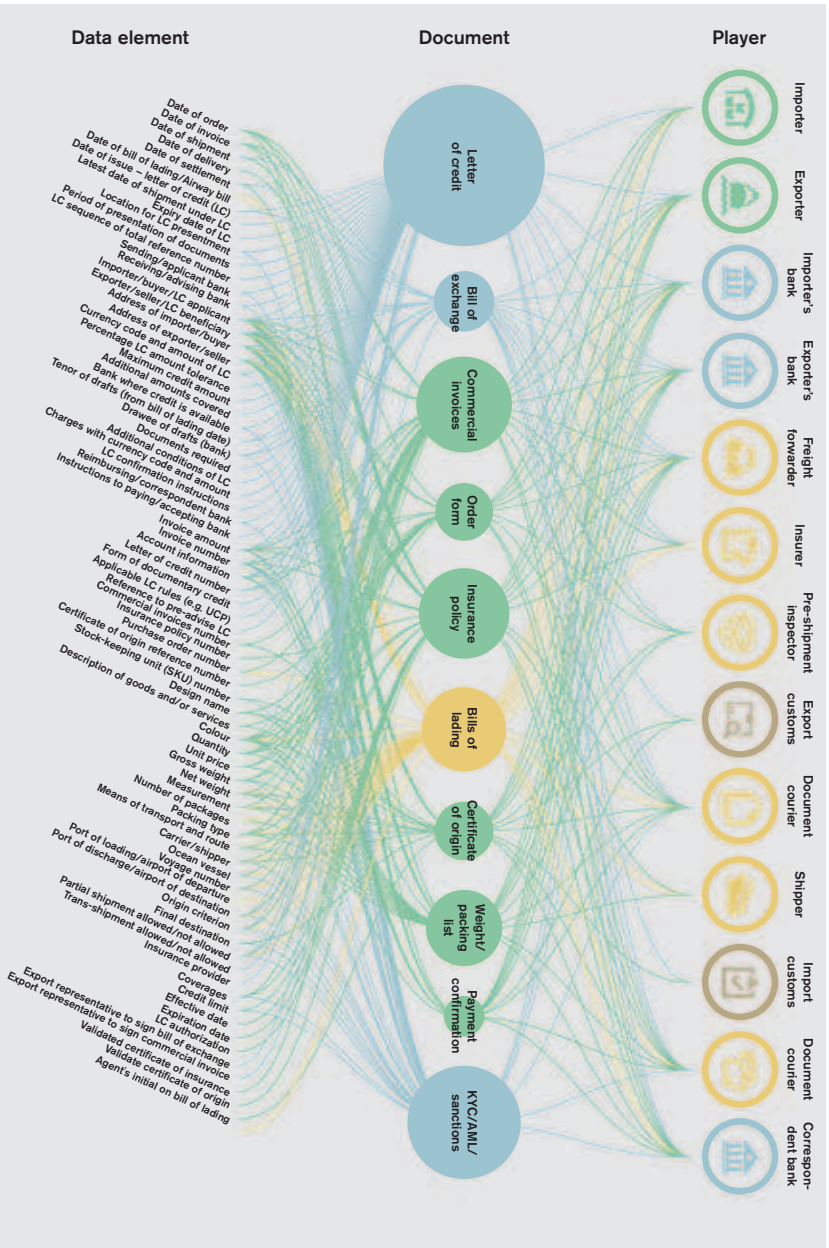 Data element
Document
Player
Date of order
Date of invoice
Date of shipment
Date of delivery
Date of settlement
Date of bill of lading/Airway bill
Date of issue – letter of credit (LC)
Latest date of shipment under LC
Expiry date of LC
Location for LC presentment
Period of presentation of documents
LC sequence of total reference number
Sending/applicant bank
Receiving/advising bank
Importer/buyer/LC applicant
Exporter/seller/LC beneficiary
Address of importer/buyer
Address of exporter/seller
Currency code and amount of LC
Percentage LC amount tolerance
Maximum credit amount
Additional amounts covered
Bank where credit is available
Tenor of drafts (from bill of lading date)
Drawee of drafts (bank)
Documents required
Additional conditions of LC
Charges with currency code and amount
LC confirmation instructions
Reimbursing/correspondent bank
Instructions to paying/accepting bank
Invoice amount
Invoice number
Account information
Letter of credit number
Form of documentary credit
Applicable LC rules (e.g. UCP)
Reference to pre-advise LC
Commercial invoices number
Insurance policy number
Purchase order number
Certificate of origin reference number
Stock-keeping unit (SKU) number
Design name
Description of goods and/or services
Colour
Quantity
Unit price
Gross weight
Net weight
Measurement
Number of packages
Packing type
Means of transport and route
Carrier/shipper
Ocean vessel
Voyage number
Port of loading/airport of departure
Port of discharge/airport of destination
Origin criterion
Final destination
Partial shipment allowed/not allowed
Trans-shipment allowed/not allowed
Insurance provider
Coverages
Credit limit
Effective date
Expiration date
LC authorization
Export representative to sign bill of exchange
Export representative to sign commercial invoice
Validated certificate of insurance
Validate certificate of origin
Agent's initial on bill of lading
Letter
of credit
Bill of
exchange
Commercial
invoices
Order
form
Insurance
policy
Bills of
lading
Certificate
of origin
Weight/
packing
list
Payment
confirmation
KYC/AML/
sanctions
Importer
Exporter
Importer's
bank
Exporter's
bank
Freight
forwarder
Insurer
Pre-shipment
inspector
Export
customs
Document
courier
Shipper
Import
customs
Document
courier
Correspon-
dent bank